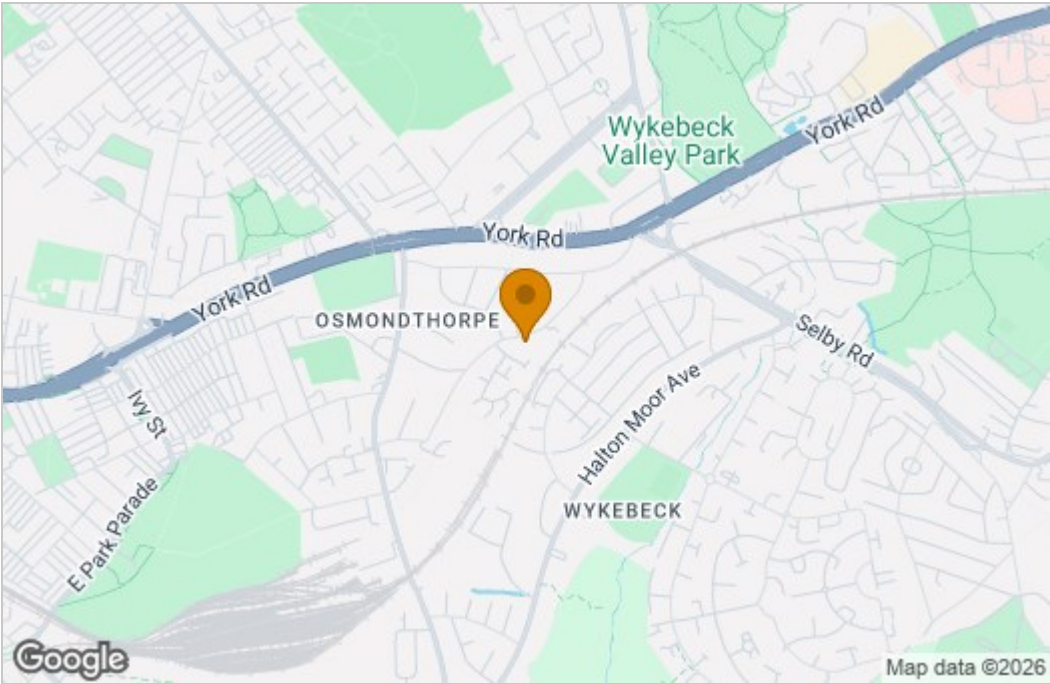 Wykebeck
Valley Park
York Rd
York Rd
York Rd
OSMONDTHORPE
Selby Rd
Ivy St
Halton Moor Ave
WYKEBECK
E Park Parade
Google
Map data ©2026